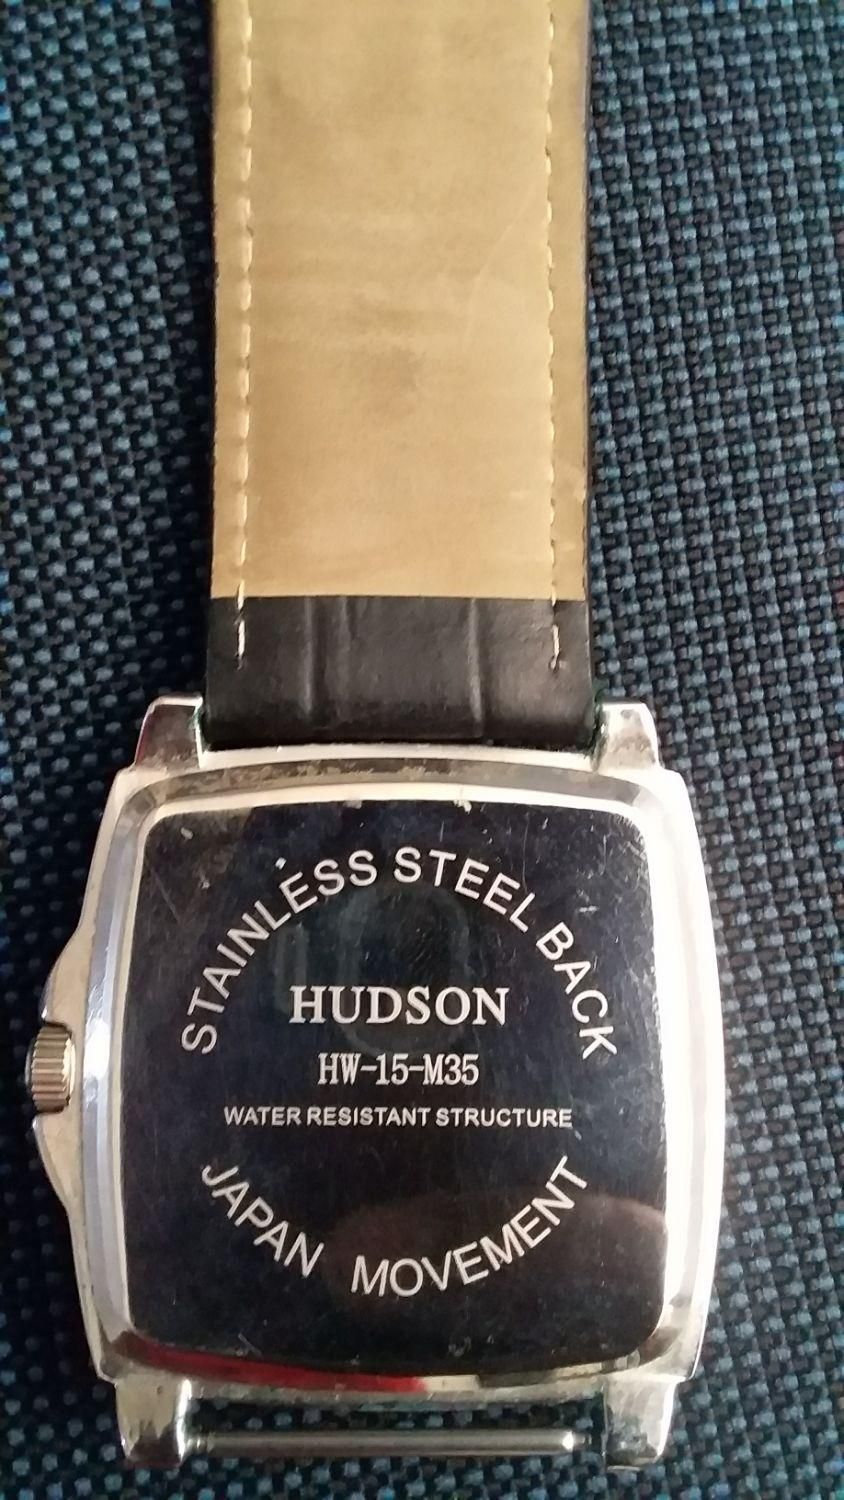 STAINLESS STEEL BACK
HUDSON
HW-15-M35
WATER RESISTANT STRUCTURE
JAPAN MOVEMENT